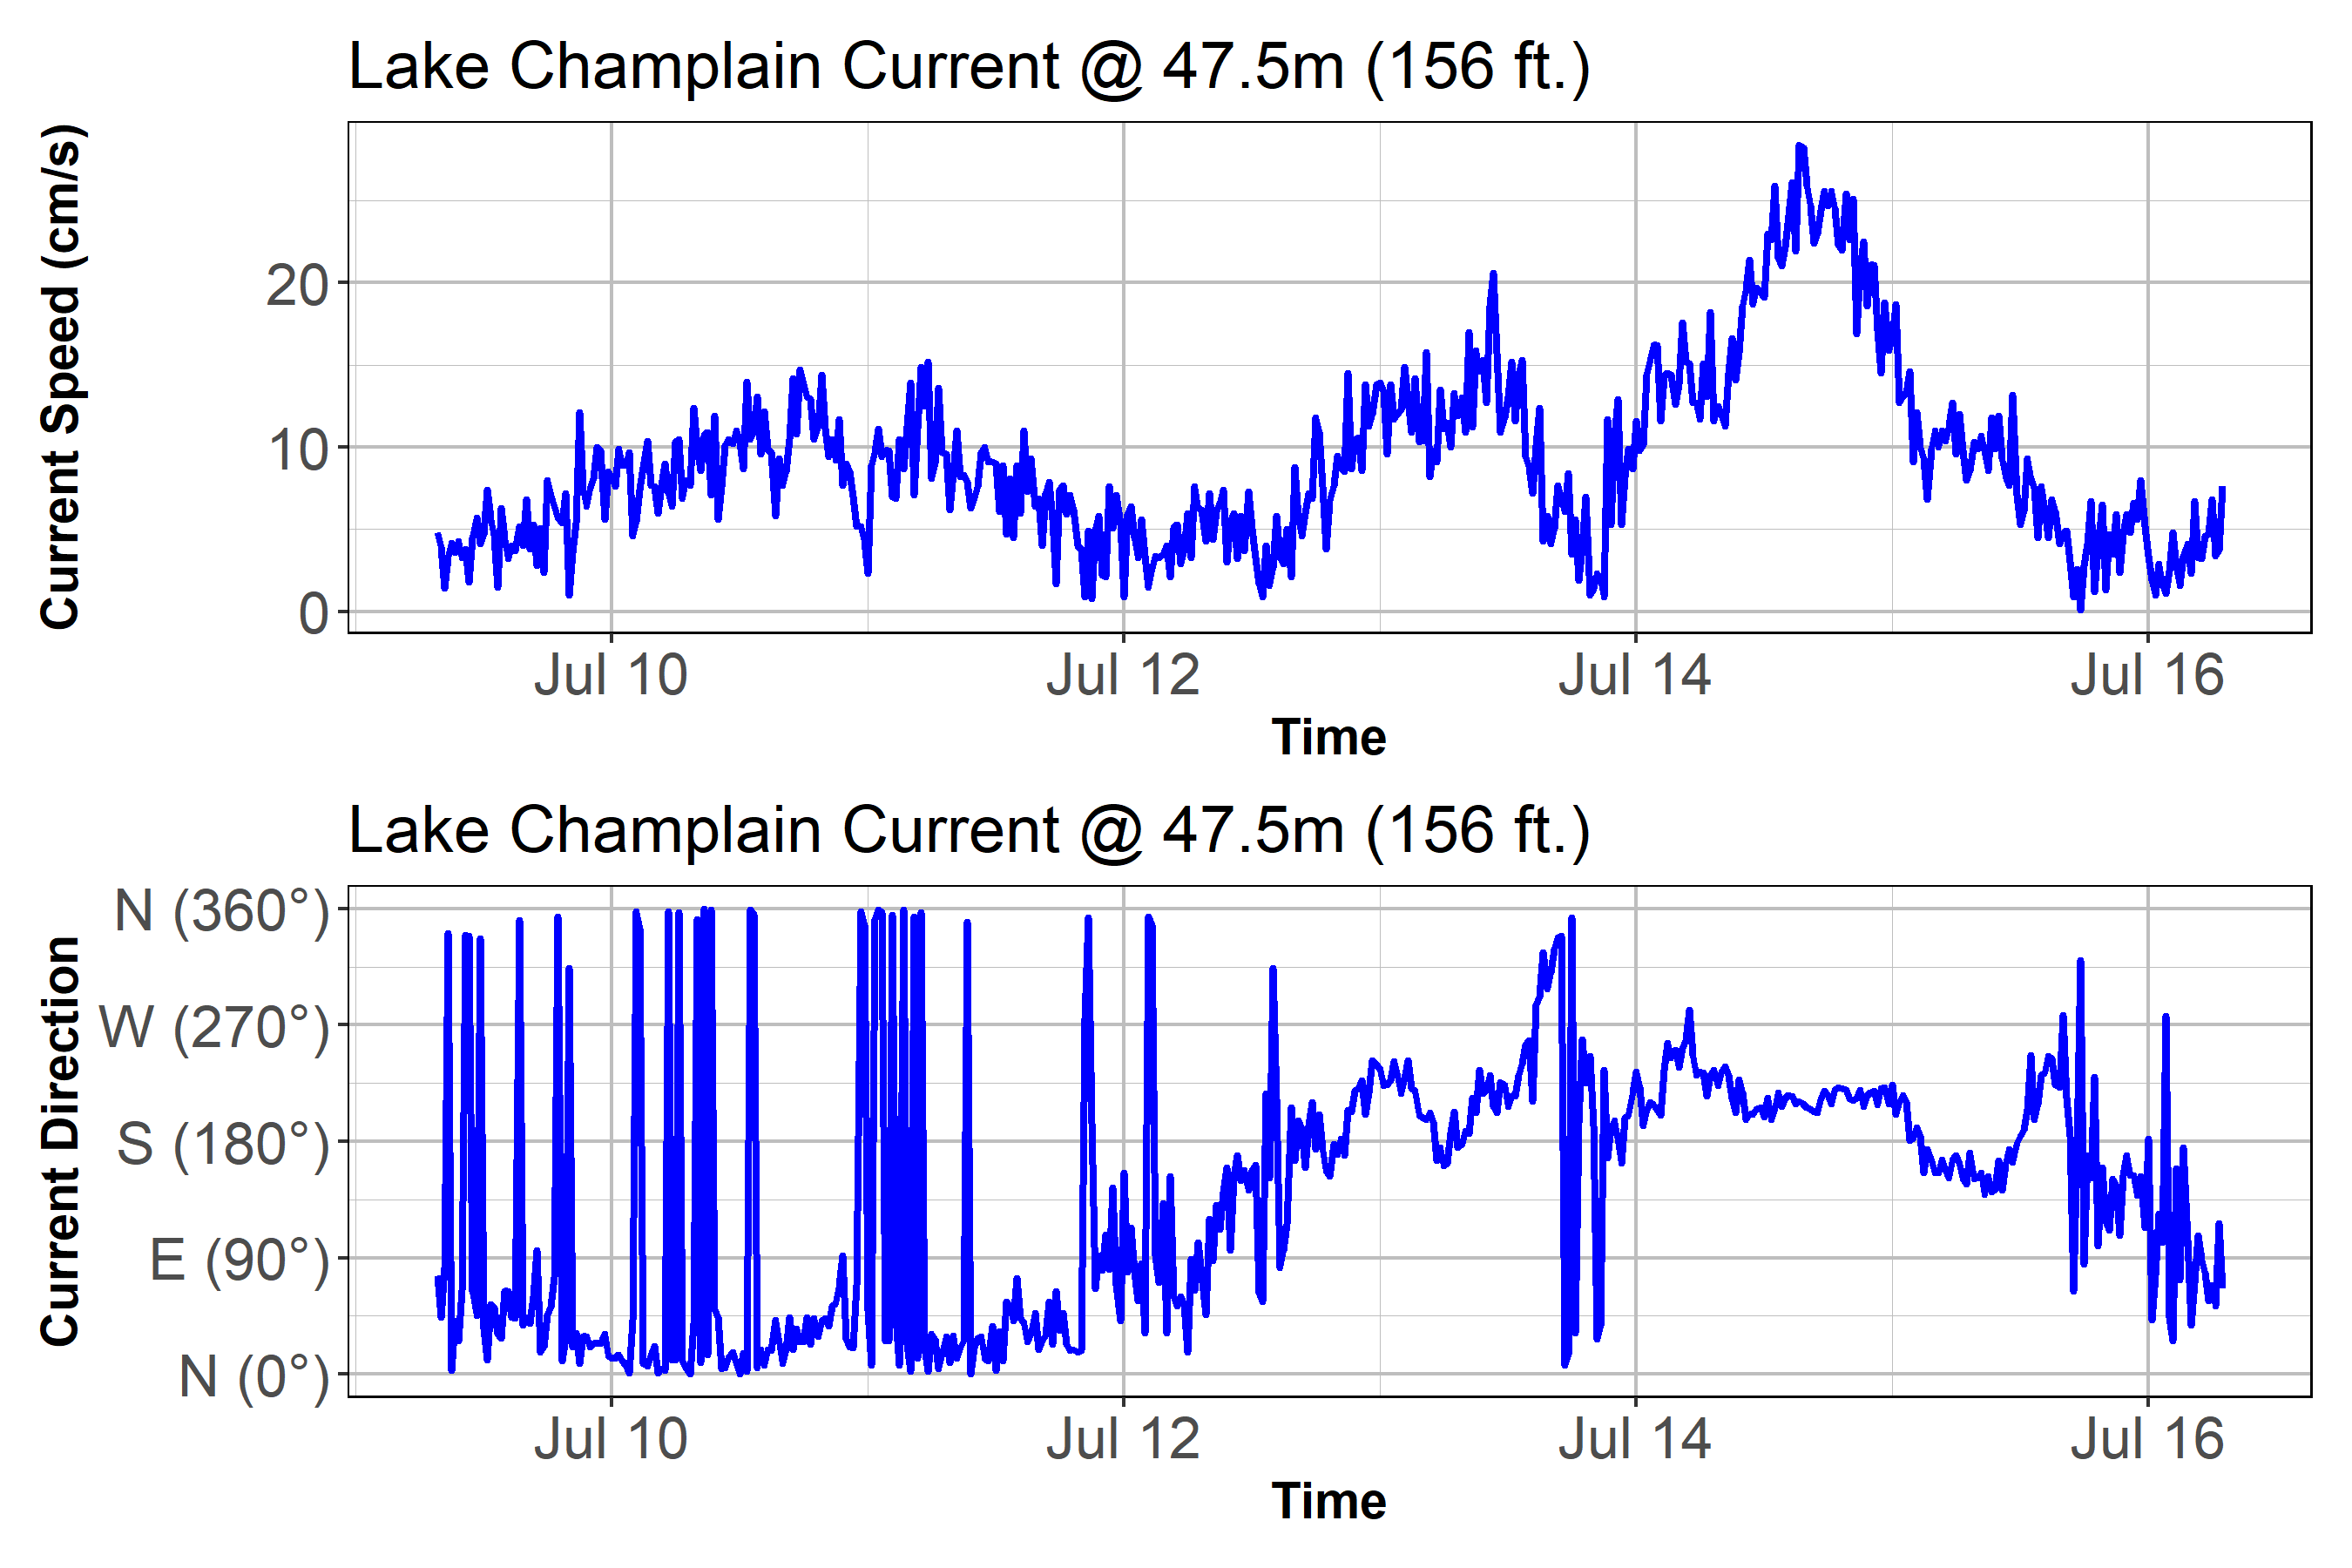 Lake Champlain Current @ 47.5m (156 ft.)
Current Speed (cm/s)
20
10
0
Jul 10 Jul 12 Jul 14 Jul 16
Time
Lake Champlain Current @ 47.5m (156 ft.)
Current Direction
N (360°)
W (270°)
S (180°)
E (90°)
N (0°)
Jul 10 Jul 12 Jul 14 Jul 16
Time